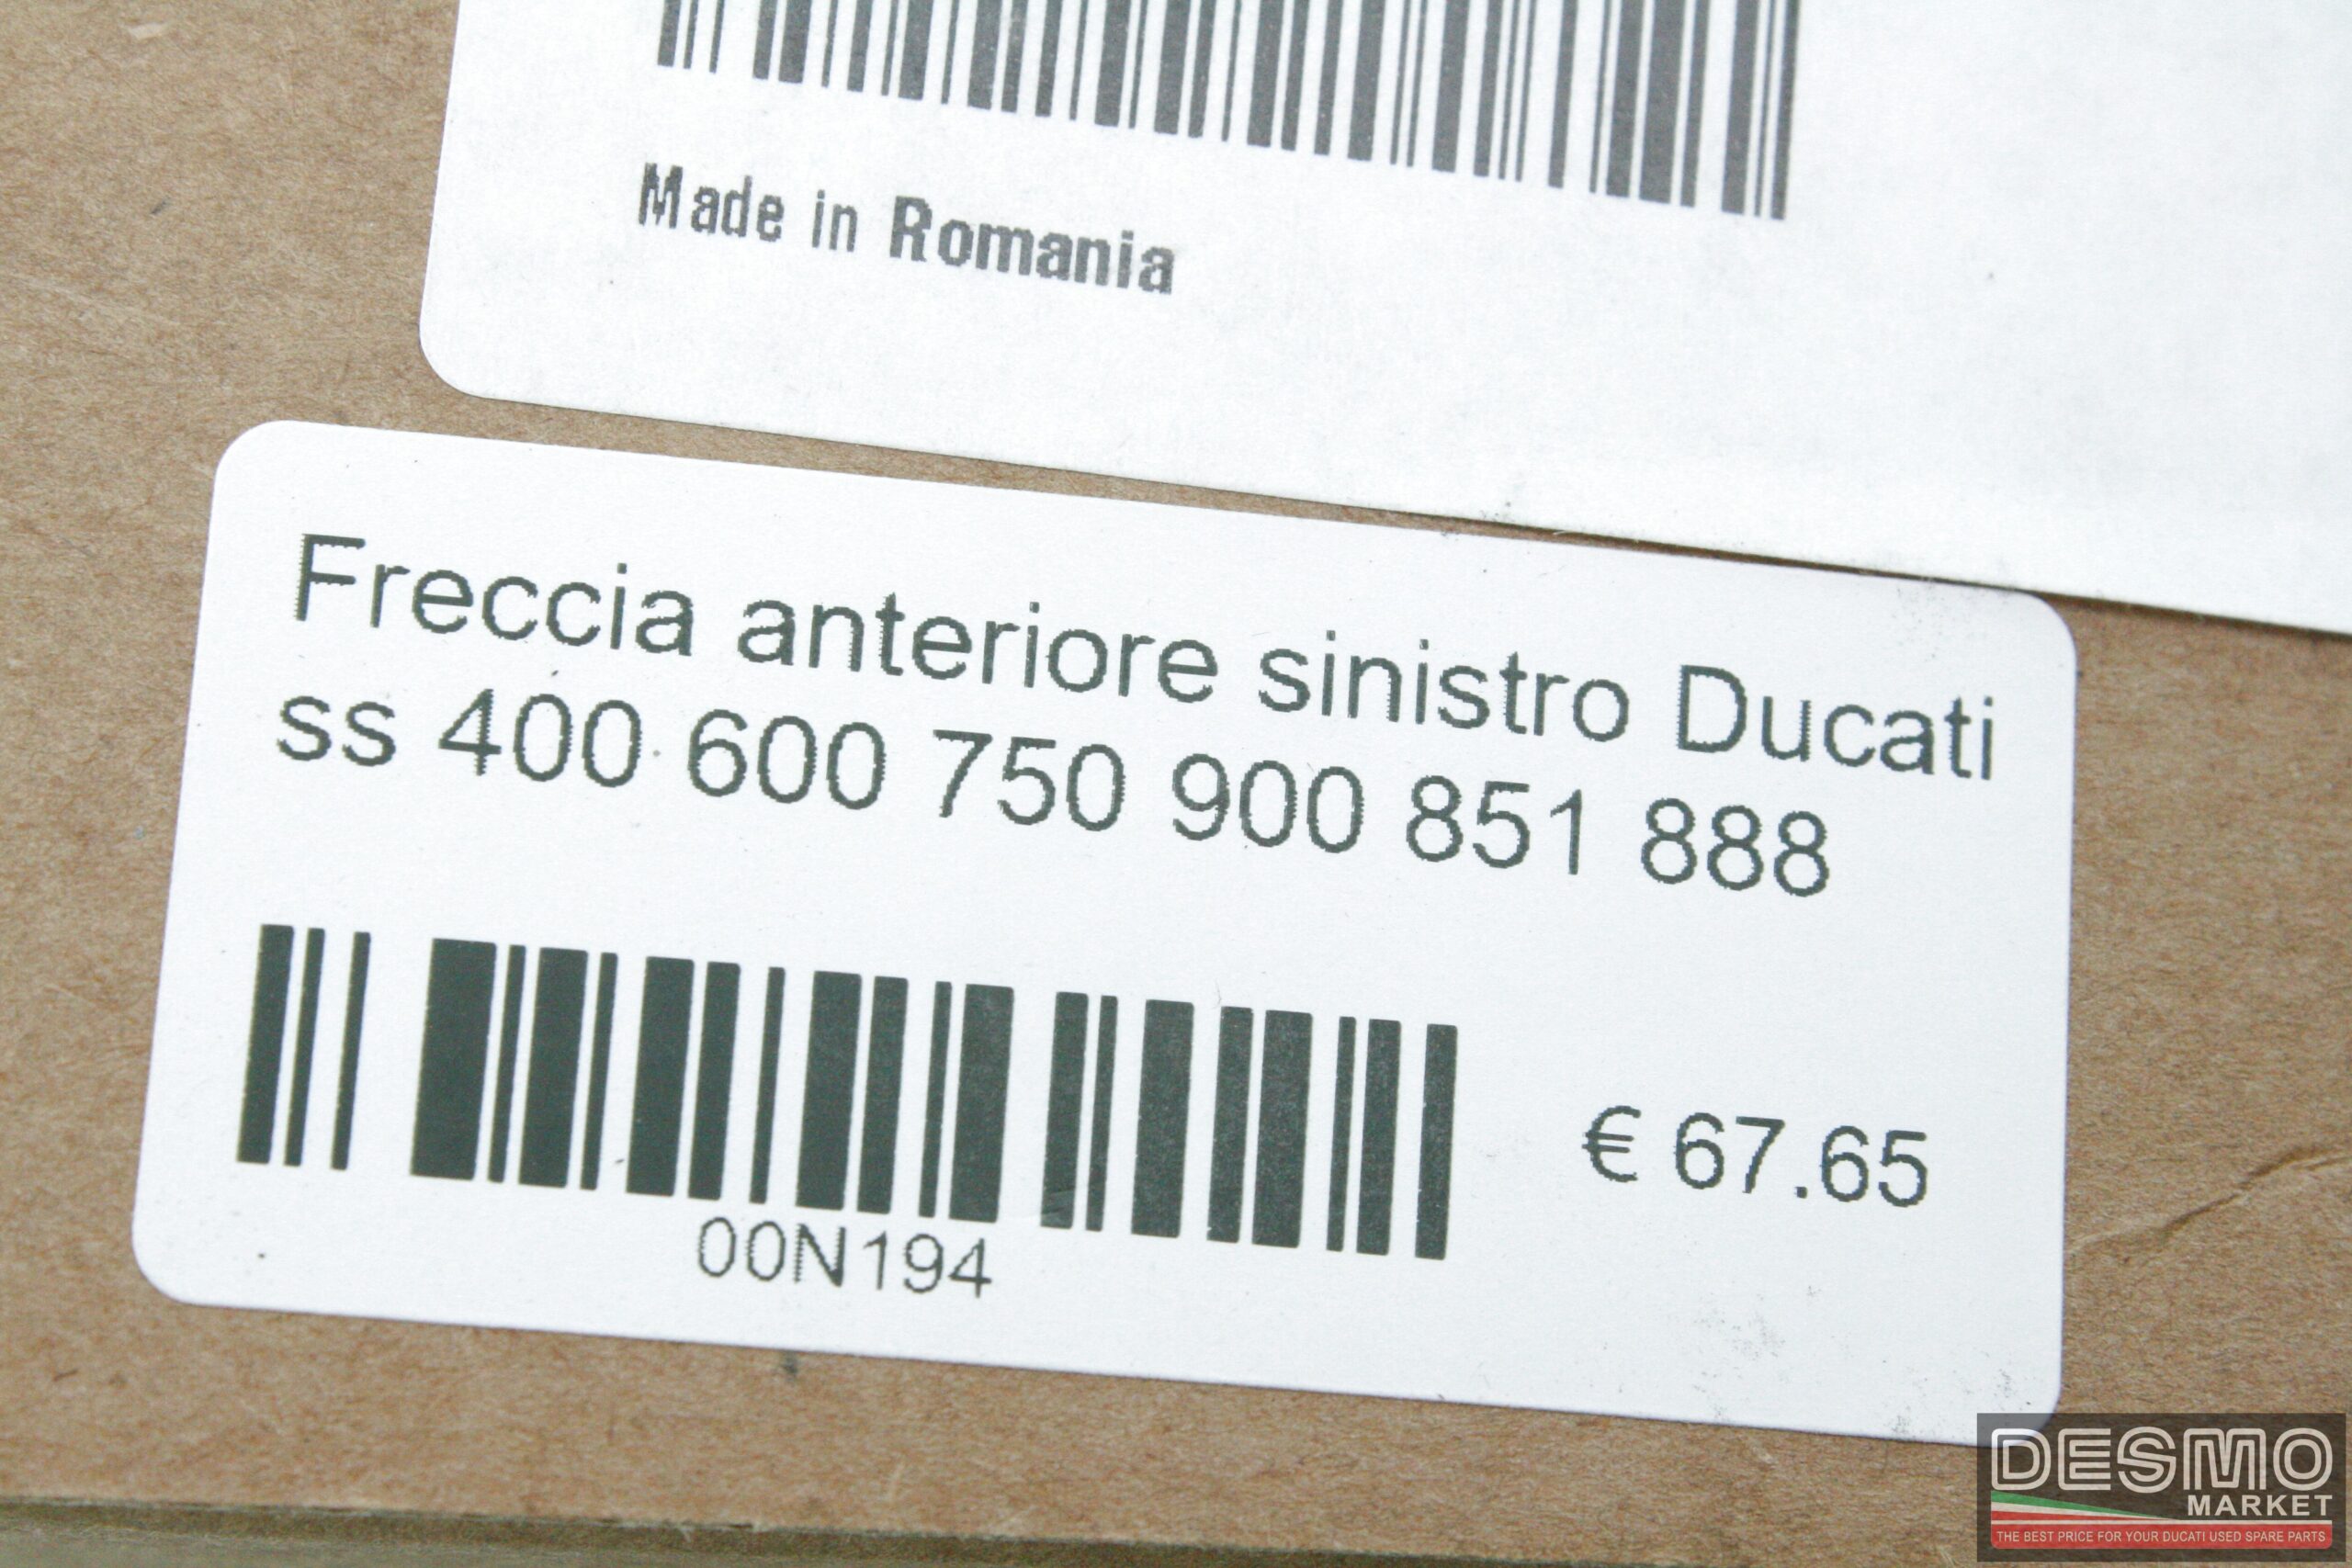 Made in Romania
Freccia anteriore sinistro Ducati
ss 400 600 750 900 851 888
€ 67.65
00N194
DESMO
MARKET
THE BEST PRICE FOR YOUR DUCATI USED SPARE PARTS